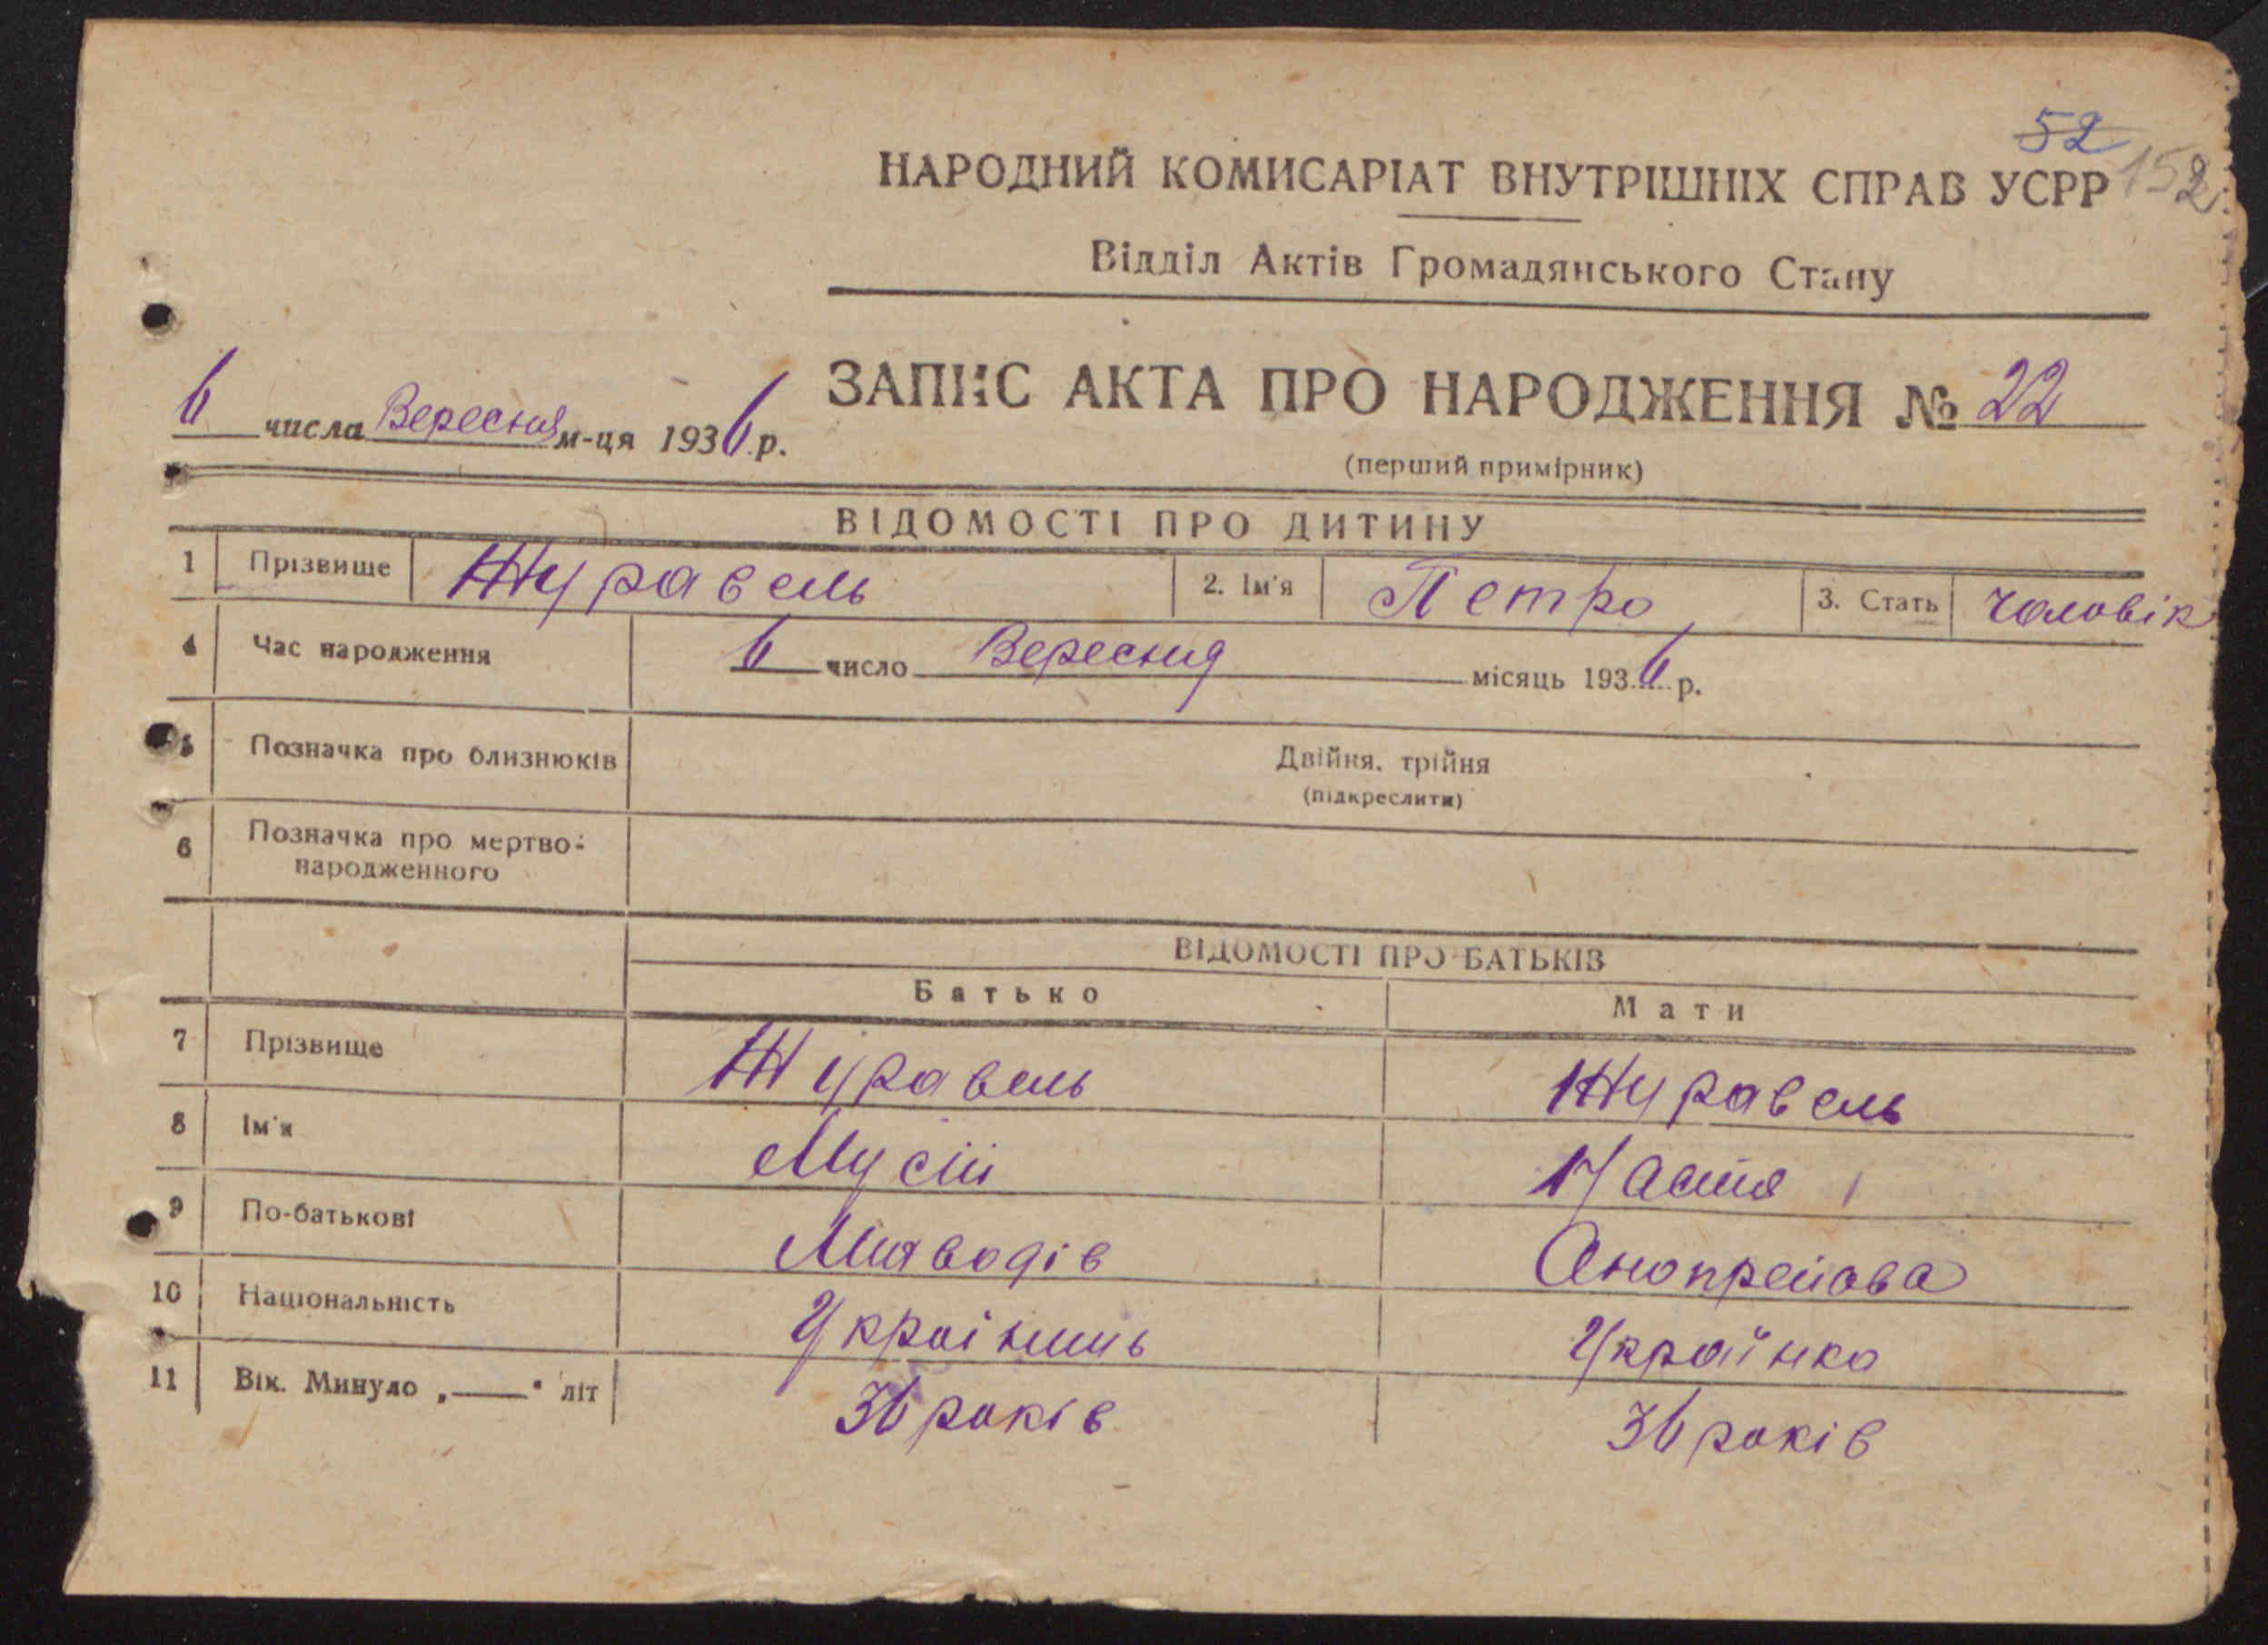 52
НАРОДНИЙ КОМИСАРІАТ ВНУТРІШНІХ СПРАВ УСРР 152
Відділ Актів Громадянського Стану
ЗАПИС АКТА ПРО НАРОДЖЕННЯ № 22
6 числа Вересня м-ця 1936 р.
(перший примірник)
ВІДОМОСТІ ПРО ДИТИНУ
1 Прізвище Журавель 2. Ім'я Петро 3. Стать Чоловік
4 Час народження 6 число Вересня місяць 1936 р.
5 Позначка про близнюків Двійня, трійня
(підкреслити)
6 Позначка про мертво-
народженного
ВІДОМОСТІ ПРО БАТЬКІВ
Батько Мати
7 Прізвище Журавель Журавель
8 Ім'я Мусій Настя
9 По-батькові Анопреїова
10 Національність Українець Українка
11 Вік. Минуло „——“ літ 36 років 36 років